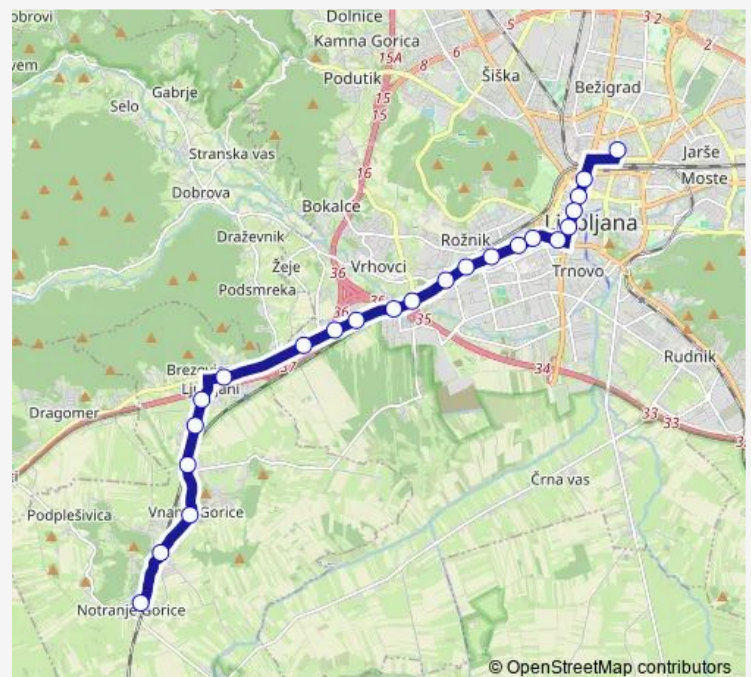 Dolnice
Kamna Gorica
Podutik
Gabrje
Selo
Stranska vas
Dobrova
Bokalce
Draževnik
Žeje
Vrhovci
Podsmreka
Šiška
Bežigrad
Jarše
Moste
Ljubljana
Rožnik
Trnovo
Rudnik
Dragomer
Črna vas
Podplešivica
Vnanje Gorice
Notranje Gorice
15A
8
6
5
3 2
2
15
15
16
36
36
36
35
37
34
33
33
© OpenStreetMap contributors